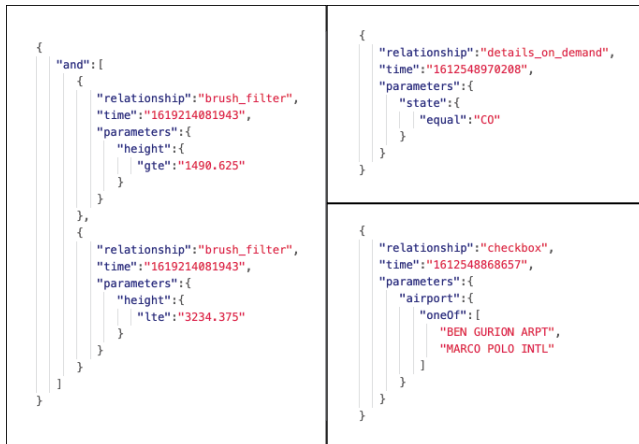 {
"and":[
{
"relationship":"brush_filter",
"time":"1619214081943",
"parameters":{
"height":{
"gte":"1490.625"
}
}
},
{
"relationship":"brush_filter",
"time":"1619214081943",
"parameters":{
"height":{
"lte":"3234.375"
}
}
}
]
}
{
"relationship":"details_on_demand",
"time":"1612548970208",
"parameters":{
"state":{
"equal":"CO"
}
}
}
{
"relationship":"checkbox",
"time":"1612548868657",
"parameters":{
"airport":{
"oneOf":[
"BEN GURION ARPT",
"MARCO POLO INTL"
]
}
}
}